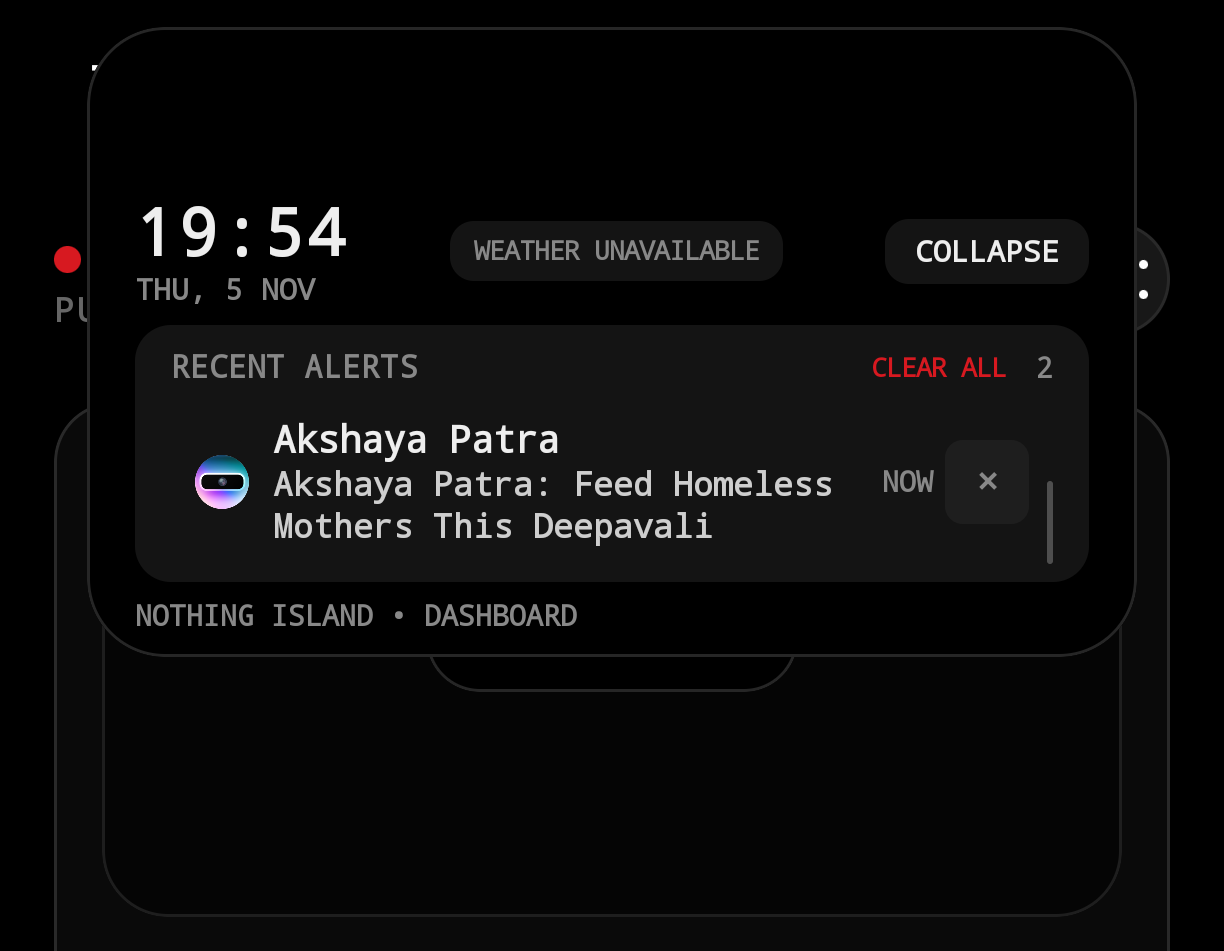 19:54
THU, 5 NOV
WEATHER UNAVAILABLE
COLLAPSE
RECENT ALERTS
CLEAR ALL 2
Akshaya Patra
Akshaya Patra: Feed Homeless
Mothers This Deepavali
NOW ×
NOTHING ISLAND • DASHBOARD